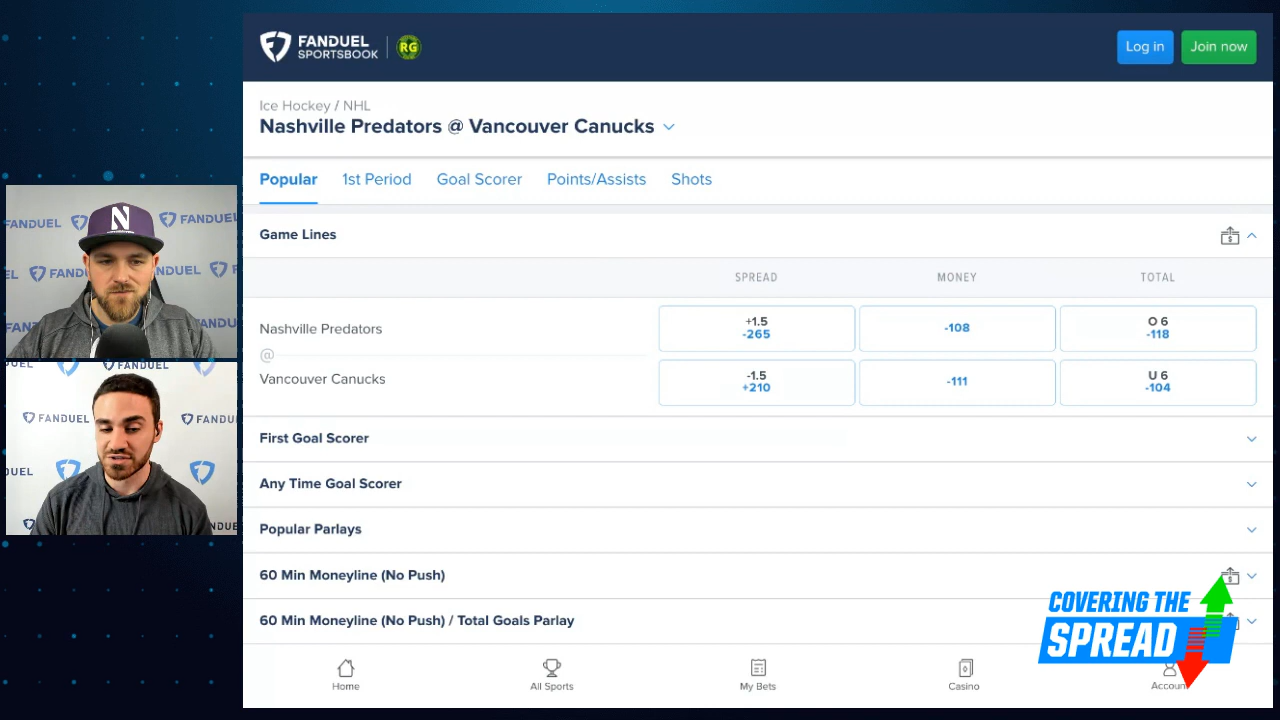 FANDUEL
SPORTSBOOK
RG
Log in
Join now
Ice Hockey / NHL
Nashville Predators @ Vancouver Canucks
Popular
1st Period
Goal Scorer
Points/Assists
Shots
Game Lines
SPREAD
MONEY
TOTAL
Nashville Predators
+1.5
-265
-108
O 6
-118
@
Vancouver Canucks
-1.5
+210
-111
U 6
-104
First Goal Scorer
Any Time Goal Scorer
Popular Parlays
60 Min Moneyline (No Push)
60 Min Moneyline (No Push) / Total Goals Parlay
Home
All Sports
My Bets
Casino
Account
COVERING THE
SPREAD
FANDUEL
FANDUEL
N
FANDUEL
FANDUEL
FANDUEL